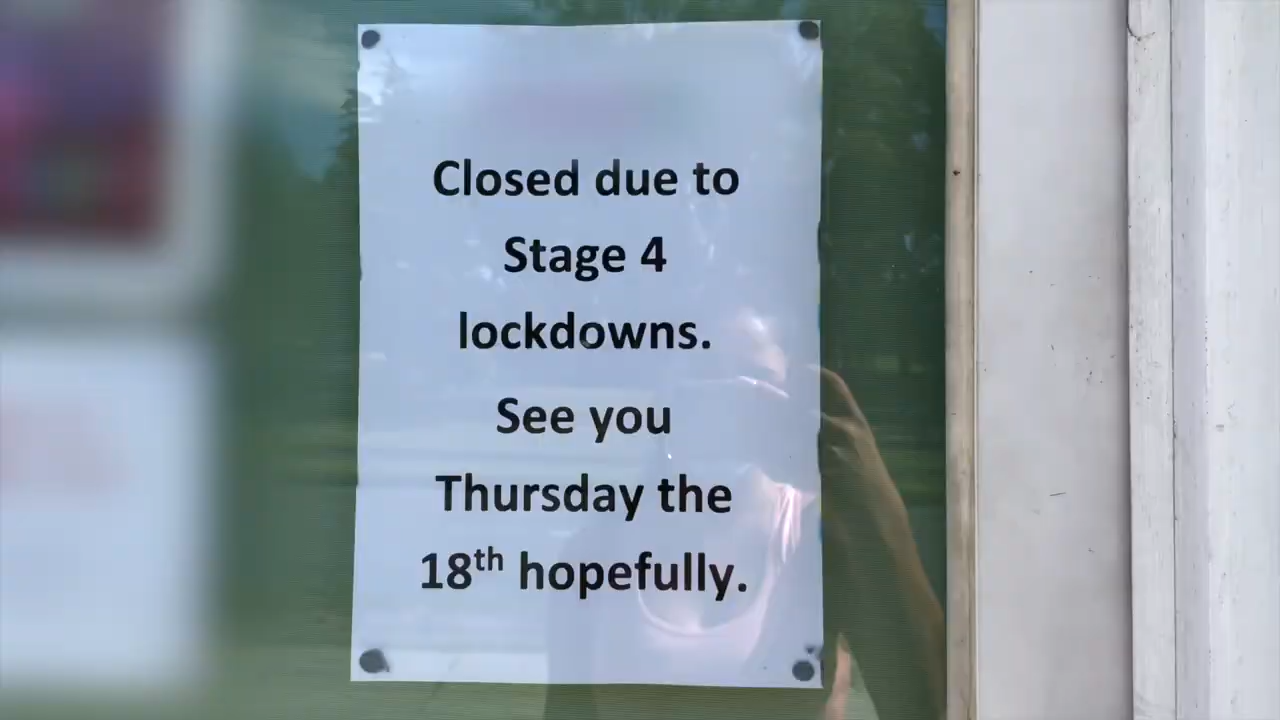 Closed due to
Stage 4
lockdowns.
See you
Thursday the
18th hopefully.